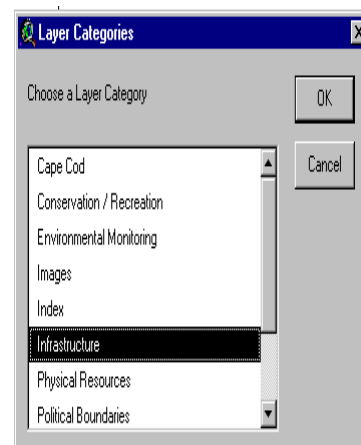 Layer Categories
Choose a Layer Category
OK
Cancel
Cape Cod
Conservation / Recreation
Environmental Monitoring
Images
Index
Infrastructure
Physical Resources
Political Boundaries